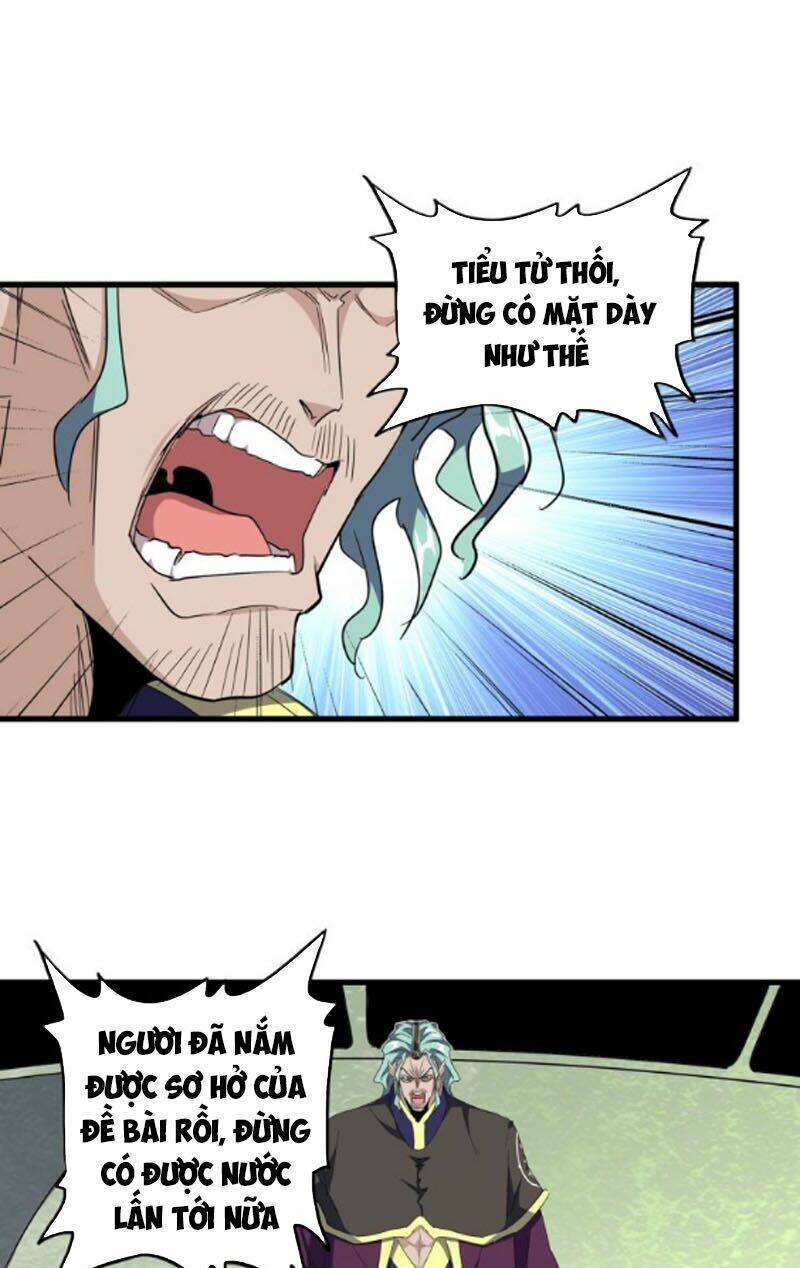 TIỂU TỬ THỐI,
ĐỪNG CÓ MẶT DÀY
NHƯ THẾ
NGƯƠI ĐÃ NẮM
ĐƯỢC SƠ HỞ CỦA
ĐỀ BÀI RỒI, ĐỪNG
CÓ ĐƯỢC NƯỚC
LẤN TỚI NỮA